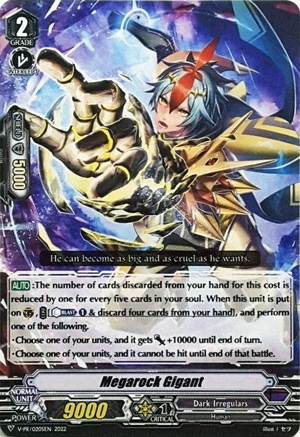 2
GRADE
INTERCEPT
5000
He can become as big and as cruel as he wants.
AUTO :The number of cards discarded from your hand for this cost is
reduced by one for every five cards in your soul. When this unit is put
on , [ BLAST 1 & discard four cards from your hand], and perform
one of the following.
·Choose one of your units, and it gets +10000 until end of turn.
·Choose one of your units, and it cannot be hit until end of that battle.
Megarock Gigant
NORMAL
UNIT
POWER
9000
1
CRITICAL
Dark Irregulars
Human
V-PR/0205EN 2022
illust / セヲ